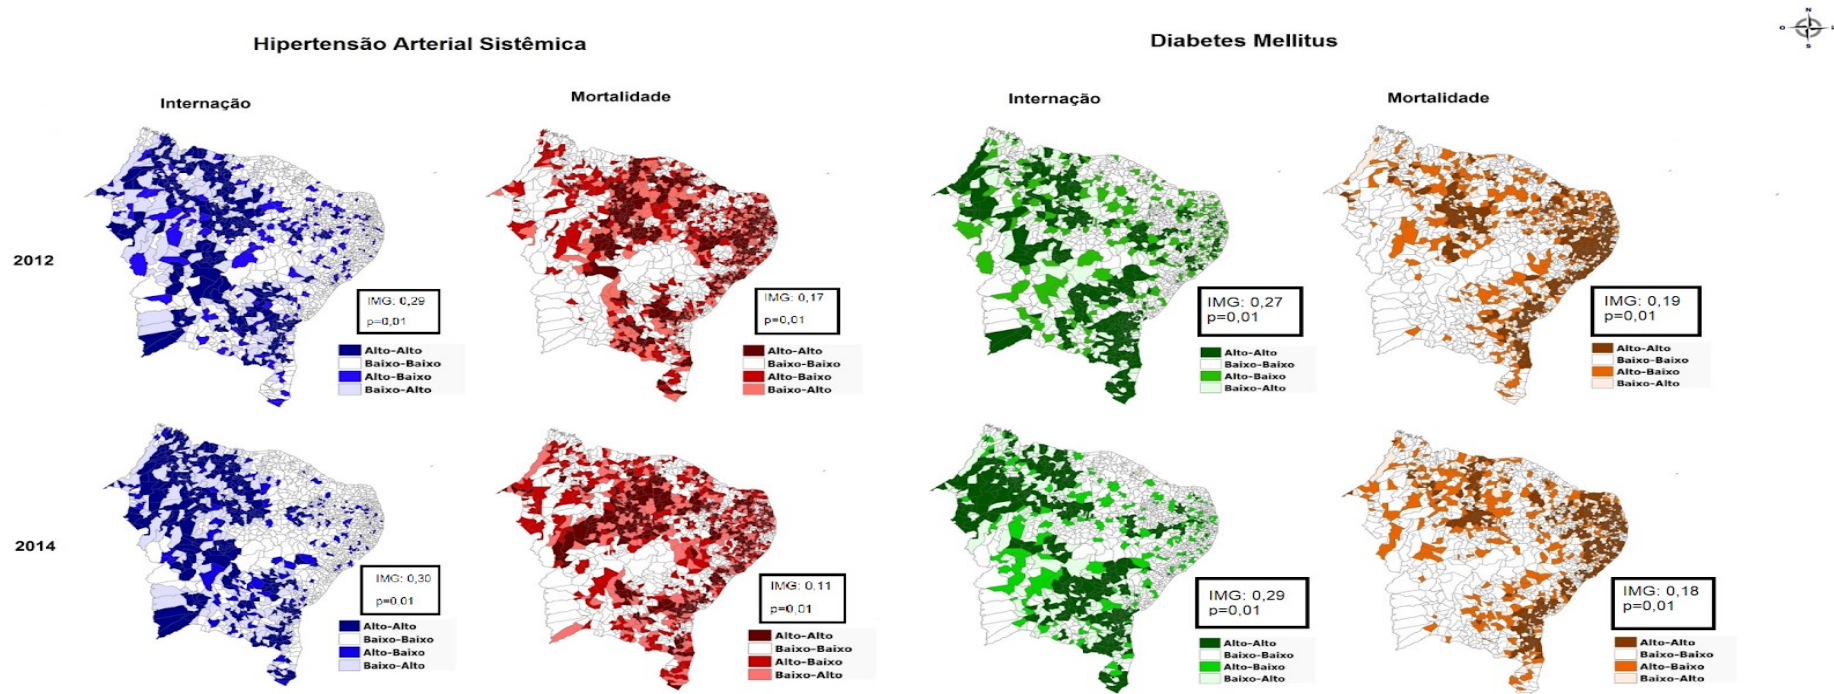 Hipertensão Arterial Sistêmica
Diabetes Mellitus
N
O
L
S
Internação
Mortalidade
Internação
Mortalidade
2012
IMG: 0,29
p=0,01
Alto-Alto
Baixo-Baixo
Alto-Baixo
Baixo-Alto
IMG: 0,17
p=0,01
Alto-Alto
Baixo-Baixo
Alto-Baixo
Baixo-Alto
IMG: 0,27
p=0,01
Alto-Alto
Baixo-Baixo
Alto-Baixo
Baixo-Alto
IMG: 0,19
p=0,01
Alto-Alto
Baixo-Baixo
Alto-Baixo
Baixo-Alto
2014
IMG: 0,30
p=0.01
Alto-Alto
Baixo-Baixo
Alto-Baixo
Baixo-Alto
IMG: 0,11
p=0,01
Alto-Alto
Baixo-Baixo
Alto-Baixo
Baixo-Alto
IMG: 0,29
p=0,01
Alto-Alto
Baixo-Baixo
Alto-Baixo
Baixo-Alto
IMG: 0,18
p=0,01
Alto-Alto
Baixo-Baixo
Alto-Baixo
Baixo-Alto